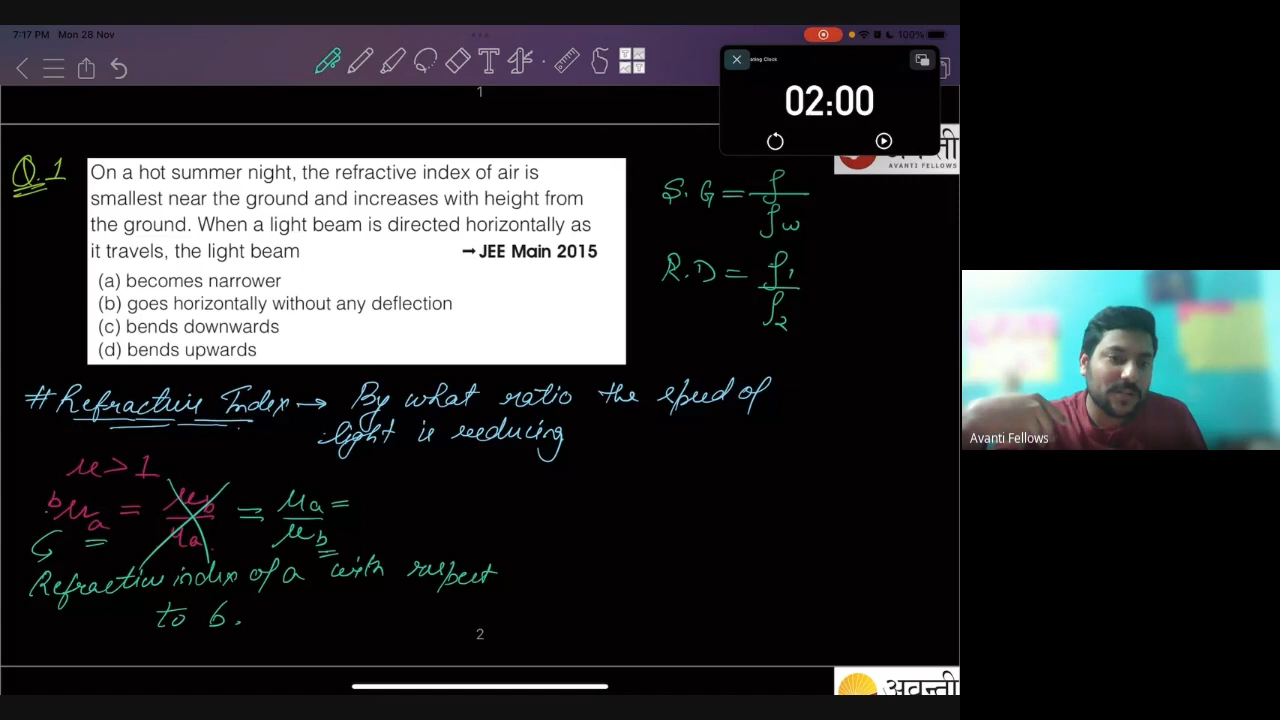 7:17 PM Mon 28 Nov
100%
1
ating Clock
02:00
अवन्ती
AVANTI FELLOWS
Q.1
On a hot summer night, the refractive index of air is
smallest near the ground and increases with height from
the ground. When a light beam is directed horizontally as
it travels, the light beam → JEE Main 2015
(a) becomes narrower
(b) goes horizontally without any deflection
(c) bends downwards
(d) bends upwards
S.G = ρ/ρw
R.D = ρ1/ρ2
# Refractive Index → By what ratio the speed of
light is reducing
μ > 1
bμa = μb/μa = μa/μb =
Refractive index of a with respect
to b.
2
Avanti Fellows
अवन्ती